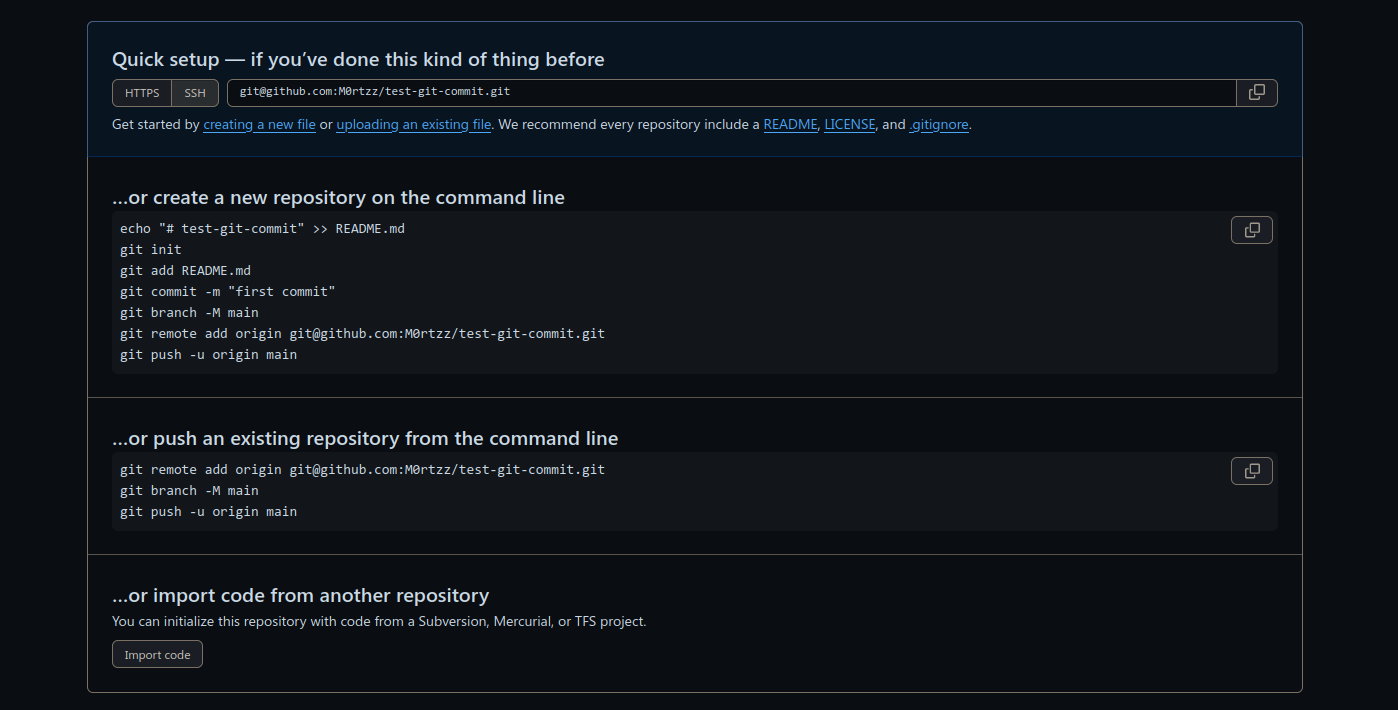 Quick setup — if you’ve done this kind of thing before
HTTPS SSH git@github.com:M0rtzz/test-git-commit.git
Get started by creating a new file or uploading an existing file. We recommend every repository include a README, LICENSE, and .gitignore.
…or create a new repository on the command line
echo "# test-git-commit" >> README.md
git init
git add README.md
git commit -m "first commit"
git branch -M main
git remote add origin git@github.com:M0rtzz/test-git-commit.git
git push -u origin main
…or push an existing repository from the command line
git remote add origin git@github.com:M0rtzz/test-git-commit.git
git branch -M main
git push -u origin main
…or import code from another repository
You can initialize this repository with code from a Subversion, Mercurial, or TFS project.
Import code